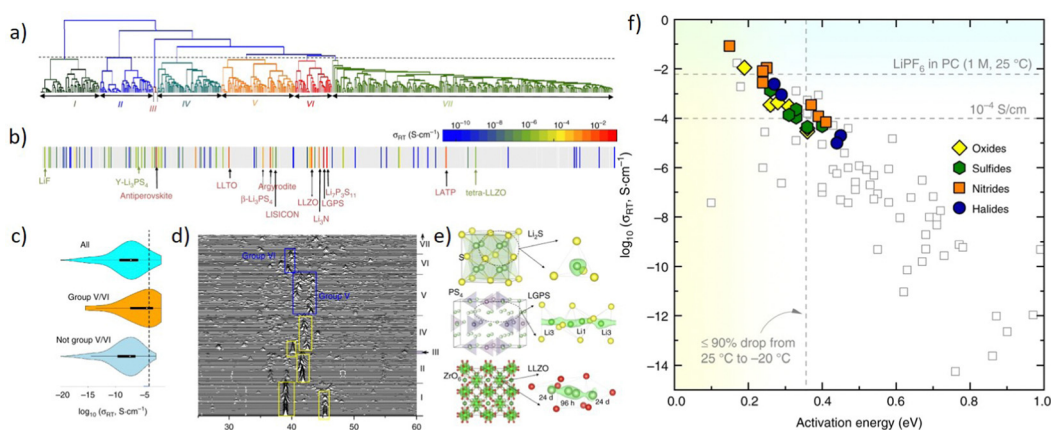 a)
I II III IV V VI VII
b)
σRT (S·cm⁻¹)
10⁻¹⁰ 10⁻⁸ 10⁻⁶ 10⁻⁴ 10⁻²
LiF
Y-Li₃PS₄
Antiperovskite
LLTO
β-Li₃PS₄
Argyrodite
LISICON
LLZO
Li₃N
LGPS
Li₇P₃S₁₁
LATP
tetra-LLZO
c)
All
Group V/VI
Not group V/VI
−20 −15 −10 −5
log₁₀ (σRT, S·cm⁻¹)
d)
Group VI
Group V
VII
VI
V
IV
III
II
I
30 40 50 60
e)
Li₂S
S
PS₄
LGPS
Li3 Li1 Li3
ZrO₆
LLZO
24 d 96 h 24 d
f)
LiPF₆ in PC (1 M, 25 °C)
10⁻⁴ S/cm
Oxides
Sulfides
Nitrides
Halides
≤ 90% drop from
25 °C to −20 °C
log₁₀ (σRT, S·cm⁻¹)
0 −2 −4 −6 −8 −10 −12 −14
0.0 0.2 0.4 0.6 0.8 1.0
Activation energy (eV)